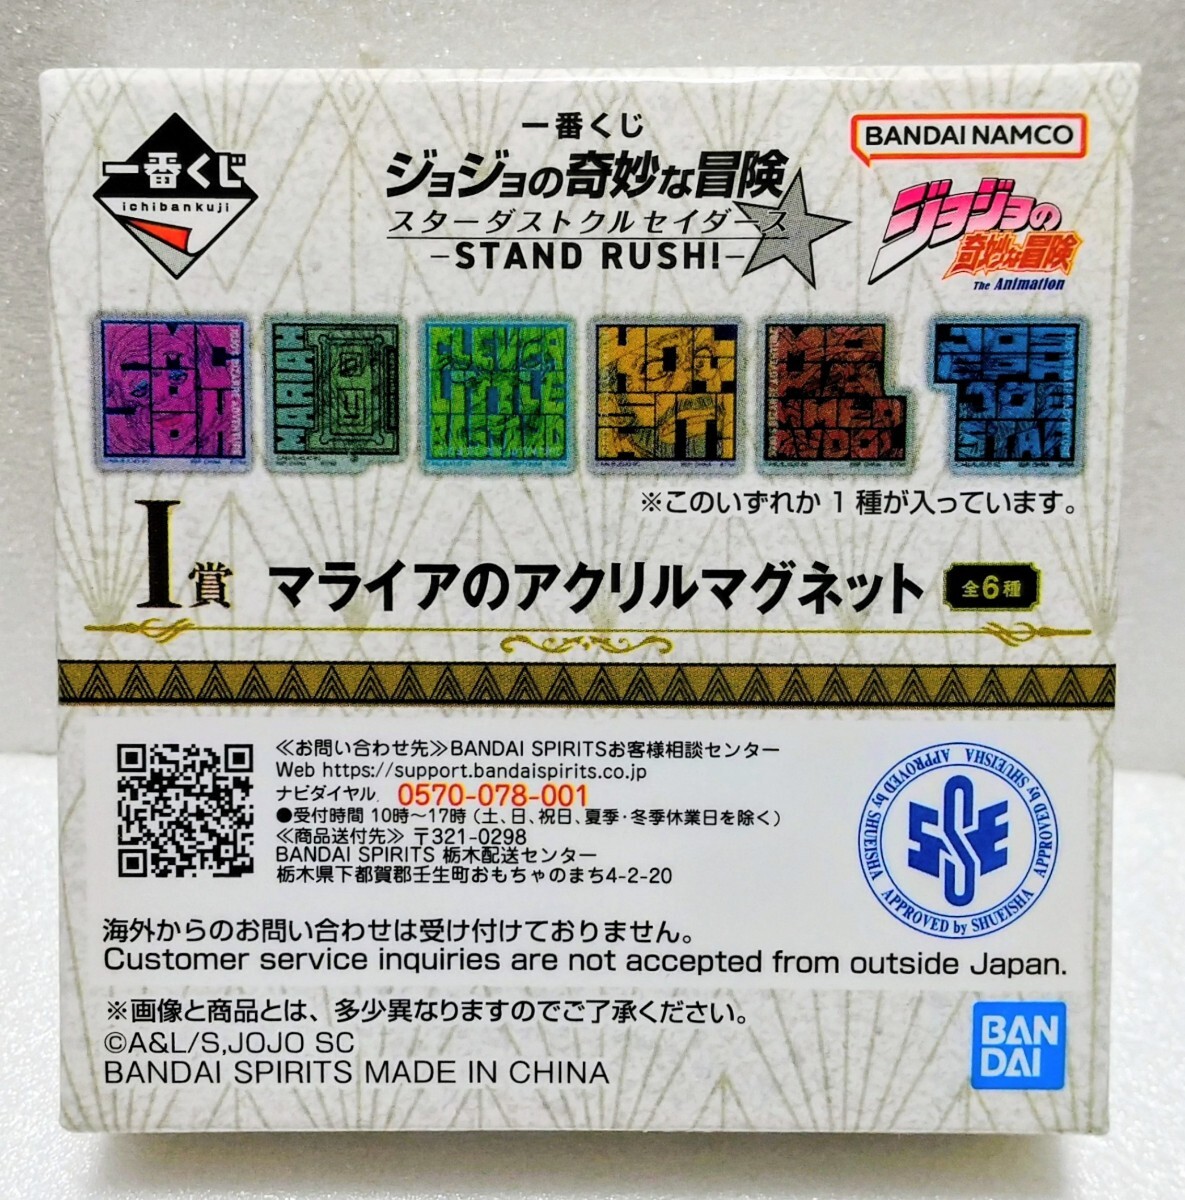 一番くじ
ichibankuji
一番くじ
ジョジョの奇妙な冒険
スターダストクルセイダース
-STAND RUSH!-
BANDAI NAMCO
ジョジョの
奇妙な冒険
The Animation
MARIAH
CLEVER
LITTLE
BASTARD
※このいずれか1種が入っています。
I賞
マライアのアクリルマグネット
全6種
≪お問い合わせ先≫BANDAI SPIRITSお客様相談センター
Web https://support.bandaispirits.co.jp
ナビダイヤル. 0570-078-001
●受付時間 10時〜17時 (土、日、祝日、夏季・冬季休業日を除く)
≪商品送付先≫ 〒321-0298
BANDAI SPIRITS 栃木配送センター
栃木県下都賀郡壬生町おもちゃのまち4-2-20
APPROVED by SHUEISHA APPROVED by SHUEISHA APPROVED by SHUEISHA
海外からのお問い合わせは受け付けておりません。
Customer service inquiries are not accepted from outside Japan.
※画像と商品とは、多少異なりますのでご了承ください。
©A&L/S,JOJO SC
BANDAI SPIRITS MADE IN CHINA
BAN
DAI